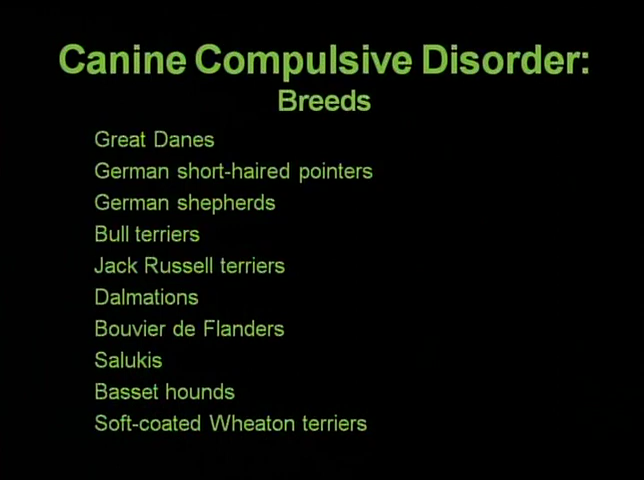 Canine Compulsive Disorder:
Breeds
Great Danes
German short-haired pointers
German shepherds
Bull terriers
Jack Russell terriers
Dalmations
Bouvier de Flanders
Salukis
Basset hounds
Soft-coated Wheaton terriers